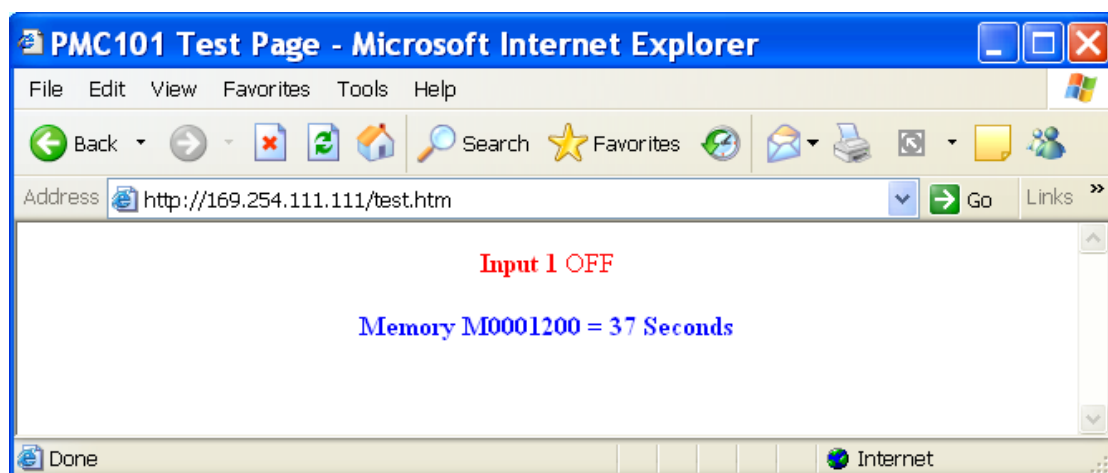 PMC101 Test Page - Microsoft Internet Explorer
File Edit View Favorites Tools Help
Back Search Favorites
Address http://169.254.111.111/test.htm Go Links »
Input 1 OFF
Memory M0001200 = 37 Seconds
Done Internet